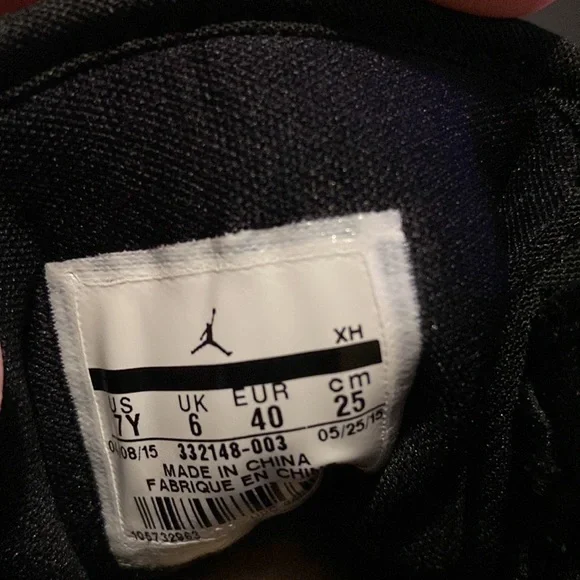 XH
US UK EUR cm
7Y 6 40 25
08/15 332148-003 05/25/15
MADE IN CHINA
FABRIQUE EN
105732963